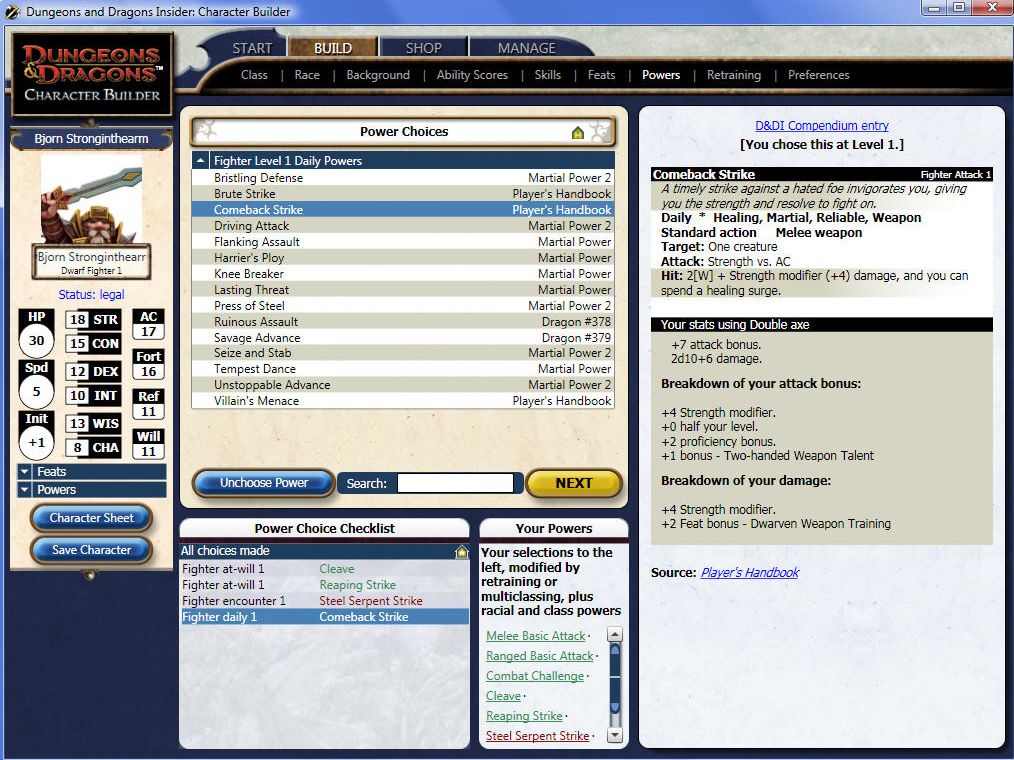 Dungeons and Dragons Insider: Character Builder
DUNGEONS
& DRAGONS™
CHARACTER BUILDER
START BUILD SHOP MANAGE
Class | Race | Background | Ability Scores | Skills | Feats | Powers | Retraining | Preferences
Bjorn Stronginthearm
Bjorn Stronginthearm
Dwarf Fighter 1
Status: legal
HP
30
Spd
5
Init
+1
18 STR
15 CON
12 DEX
10 INT
13 WIS
8 CHA
AC
17
Fort
16
Ref
11
Will
11
Feats
Powers
Character Sheet
Save Character
Power Choices
Fighter Level 1 Daily Powers
Bristling Defense Martial Power 2
Brute Strike Player's Handbook
Comeback Strike Player's Handbook
Driving Attack Martial Power 2
Flanking Assault Martial Power
Harrier's Ploy Martial Power
Knee Breaker Martial Power
Lasting Threat Martial Power
Press of Steel Martial Power 2
Ruinous Assault Dragon #378
Savage Advance Dragon #379
Seize and Stab Martial Power 2
Tempest Dance Martial Power
Unstoppable Advance Martial Power 2
Villain's Menace Player's Handbook
Unchoose Power Search: NEXT
Power Choice Checklist
All choices made
Fighter at-will 1 Cleave
Fighter at-will 1 Reaping Strike
Fighter encounter 1 Steel Serpent Strike
Fighter daily 1 Comeback Strike
Your Powers
Your selections to the
left, modified by
retraining or
multiclassing, plus
racial and class powers
Melee Basic Attack ·
Ranged Basic Attack ·
Combat Challenge ·
Cleave ·
Reaping Strike ·
Steel Serpent Strike ·
D&DI Compendium entry
[You chose this at Level 1.]
Comeback Strike Fighter Attack 1
A timely strike against a hated foe invigorates you, giving
you the strength and resolve to fight on.
Daily * Healing, Martial, Reliable, Weapon
Standard action Melee weapon
Target: One creature
Attack: Strength vs. AC
Hit: 2[W] + Strength modifier (+4) damage, and you can
spend a healing surge.
Your stats using Double axe
+7 attack bonus.
2d10+6 damage.
Breakdown of your attack bonus:
+4 Strength modifier.
+0 half your level.
+2 proficiency bonus.
+1 bonus - Two-handed Weapon Talent
Breakdown of your damage:
+4 Strength modifier.
+2 Feat bonus - Dwarven Weapon Training
Source: Player's Handbook